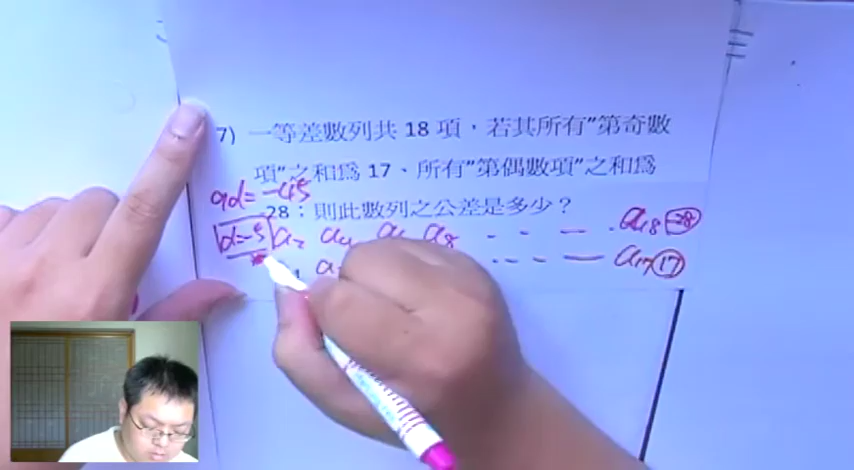 7) 一等差數列共 18 項，若其所有"第奇數
項"之和爲 17、所有"第偶數項"之和爲
9d=-45
-28：則此數列之公差是多少？
d=-5 a₂ a₄ a₈ - - — . a₁₈ -28
- - - — a₁₇ 17